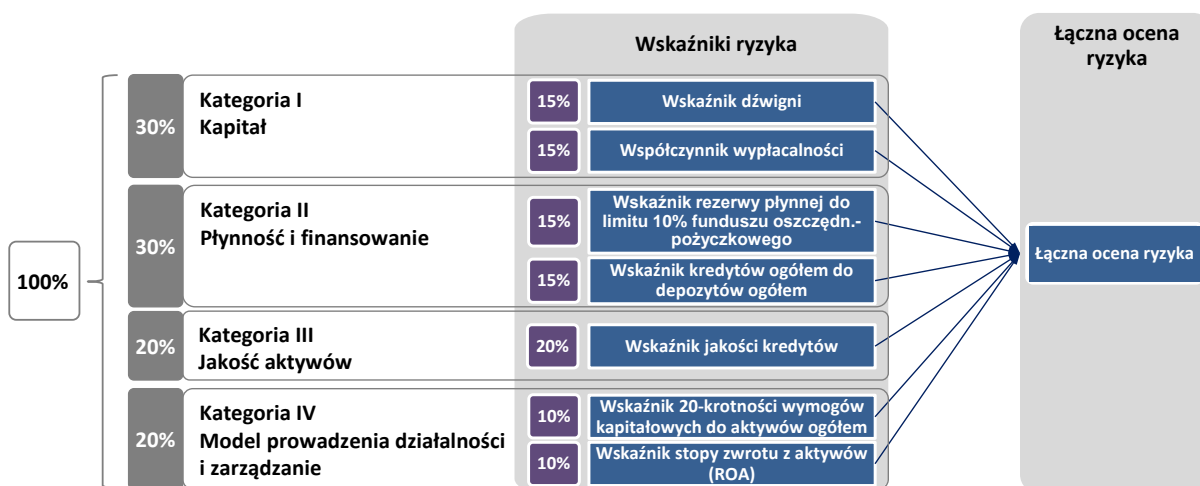 Wskaźniki ryzyka
Łączna ocena
ryzyka
100%
30%
Kategoria I
Kapitał
15%
Wskaźnik dźwigni
15%
Współczynnik wypłacalności
30%
Kategoria II
Płynność i finansowanie
15%
Wskaźnik rezerwy płynnej do
limitu 10% funduszu oszczędn.-
pożyczkowego
15%
Wskaźnik kredytów ogółem do
depozytów ogółem
20%
Kategoria III
Jakość aktywów
20%
Wskaźnik jakości kredytów
20%
Kategoria IV
Model prowadzenia działalności
i zarządzanie
10%
Wskaźnik 20-krotności wymogów
kapitałowych do aktywów ogółem
10%
Wskaźnik stopy zwrotu z aktywów
(ROA)
Łączna ocena ryzyka